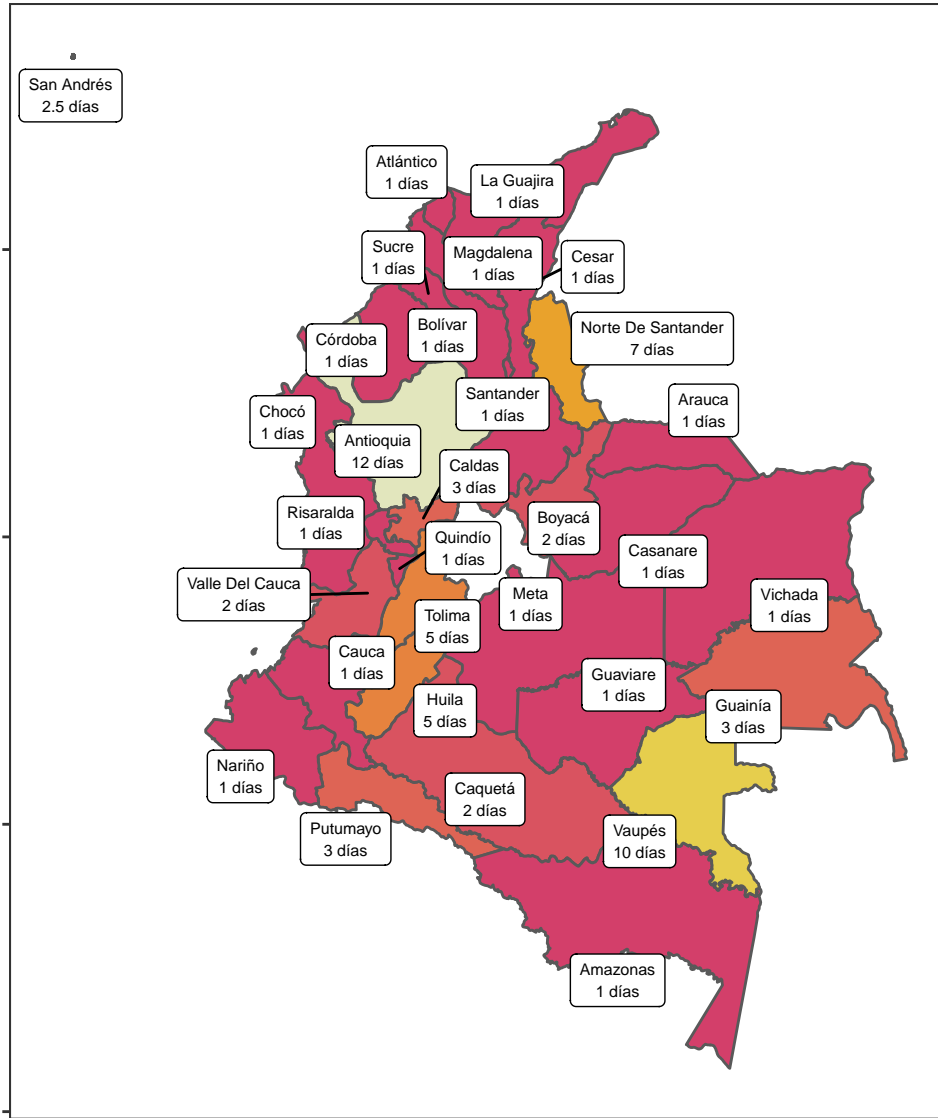 San Andrés
2.5 días
Atlántico
1 días
La Guajira
1 días
Sucre
1 días
Magdalena
1 días
Cesar
1 días
Córdoba
1 días
Bolívar
1 días
Norte De Santander
7 días
Chocó
1 días
Santander
1 días
Arauca
1 días
Antioquia
12 días
Caldas
3 días
Risaralda
1 días
Quindío
1 días
Boyacá
2 días
Casanare
1 días
Valle Del Cauca
2 días
Meta
1 días
Vichada
1 días
Tolima
5 días
Cauca
1 días
Guaviare
1 días
Huila
5 días
Guainía
3 días
Nariño
1 días
Caquetá
2 días
Putumayo
3 días
Vaupés
10 días
Amazonas
1 días